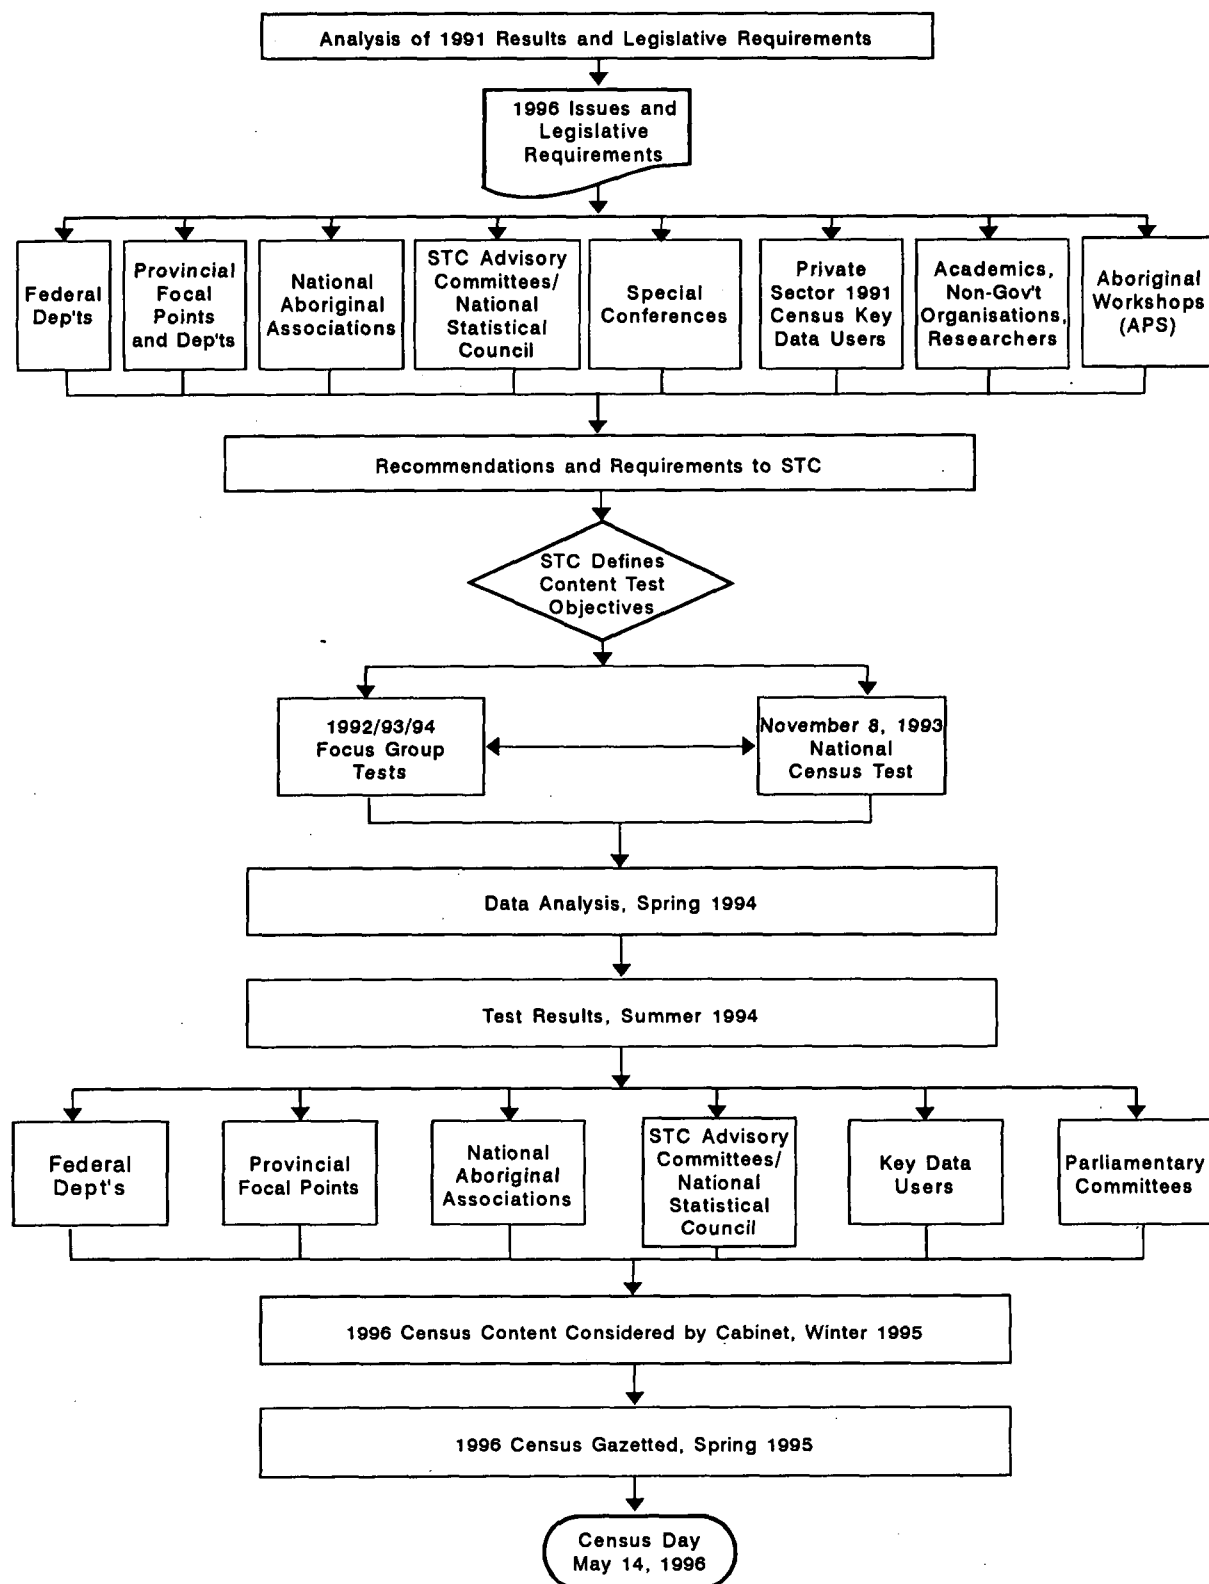 Analysis of 1991 Results and Legislative Requirements
1996 Issues and
Legislative
Requirements
Federal
Dep'ts
Provincial
Focal
Points
and Dep'ts
National
Aboriginal
Associations
STC Advisory
Committees/
National
Statistical
Council
Special
Conferences
Private
Sector 1991
Census Key
Data Users
Academics,
Non-Gov't
Organisations,
Researchers
Aboriginal
Workshops
(APS)
Recommendations and Requirements to STC
STC Defines
Content Test
Objectives
1992/93/94
Focus Group
Tests
November 8, 1993
National
Census Test
Data Analysis, Spring 1994
Test Results, Summer 1994
Federal
Dept's
Provincial
Focal Points
National
Aboriginal
Associations
STC Advisory
Committees/
National
Statistical
Council
Key Data
Users
Parliamentary
Committees
1996 Census Content Considered by Cabinet, Winter 1995
1996 Census Gazetted, Spring 1995
Census Day
May 14, 1996